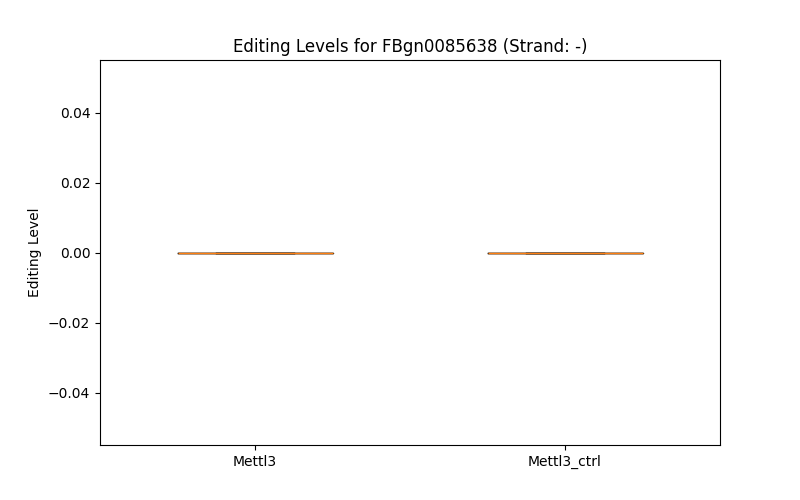 Editing Levels for FBgn0085638 (Strand: -)
0.04
0.02
0.00
−0.02
−0.04
Editing Level
Mettl3
Mettl3_ctrl